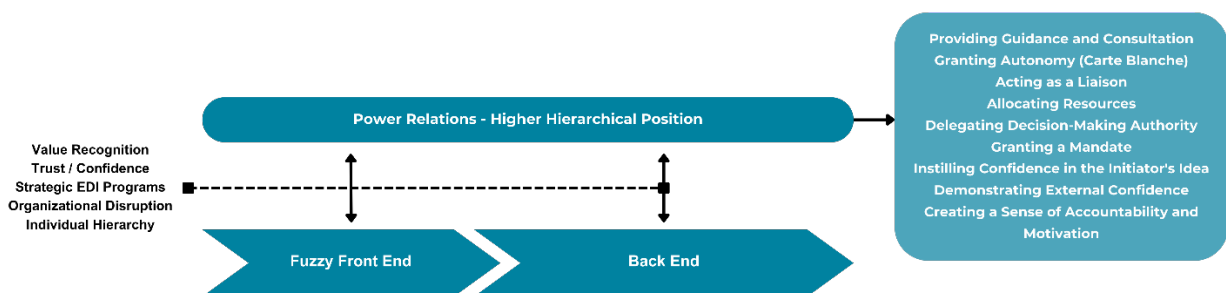 Value Recognition
Trust / Confidence
Strategic EDI Programs
Organizational Disruption
Individual Hierarchy
Power Relations - Higher Hierarchical Position
Fuzzy Front End
Back End
Providing Guidance and Consultation
Granting Autonomy (Carte Blanche)
Acting as a Liaison
Allocating Resources
Delegating Decision-Making Authority
Granting a Mandate
Instilling Confidence in the Initiator's Idea
Demonstrating External Confidence
Creating a Sense of Accountability and
Motivation